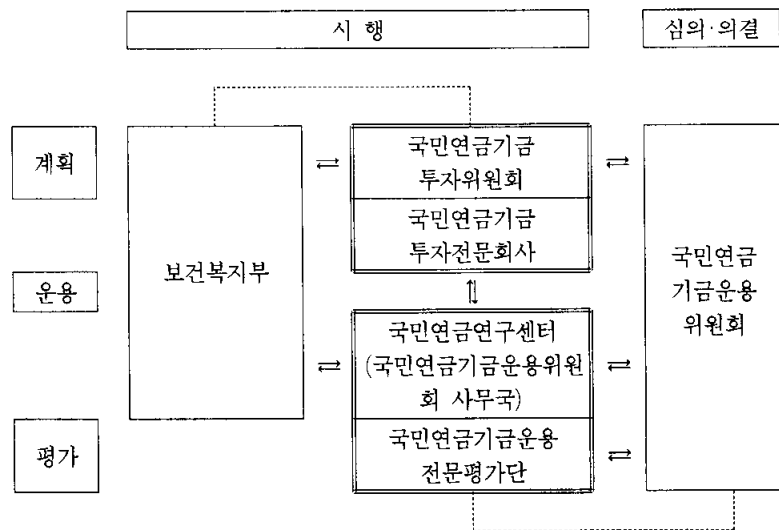 시 행
심의·의결
계획
국민연금기금
투자위원회
국민연금기금
투자전문회사
보건복지부
운용
국민연금
기금운용
위원회
국민연금연구센터
(국민연금기금운용위원
회 사무국)
평가
국민연금기금운용
전문평가단